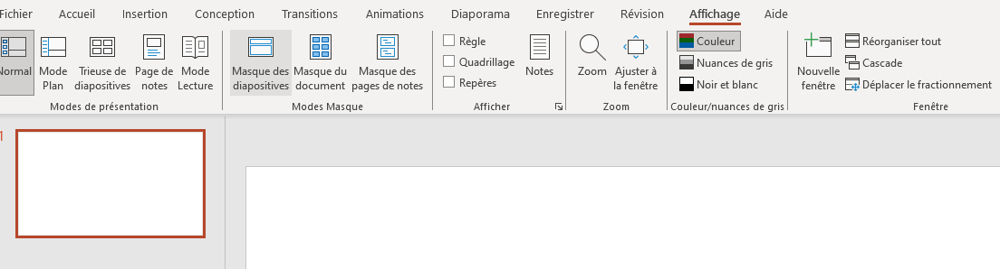 Fichier Accueil Insertion Conception Transitions Animations Diaporama Enregistrer Révision Affichage Aide
Normal
Mode
Plan
Trieuse de
diapositives
Page de
notes
Mode
Lecture
Modes de présentation
Masque des
diapositives
Masque du
document
Masque des
pages de notes
Modes Masque
Règle
Quadrillage
Repères
Notes
Afficher
Zoom
Ajuster à
la fenêtre
Zoom
Couleur
Nuances de gris
Noir et blanc
Couleur/nuances de gris
Nouvelle
fenêtre
Réorganiser tout
Cascade
Déplacer le fractionnement
Fenêtre
1